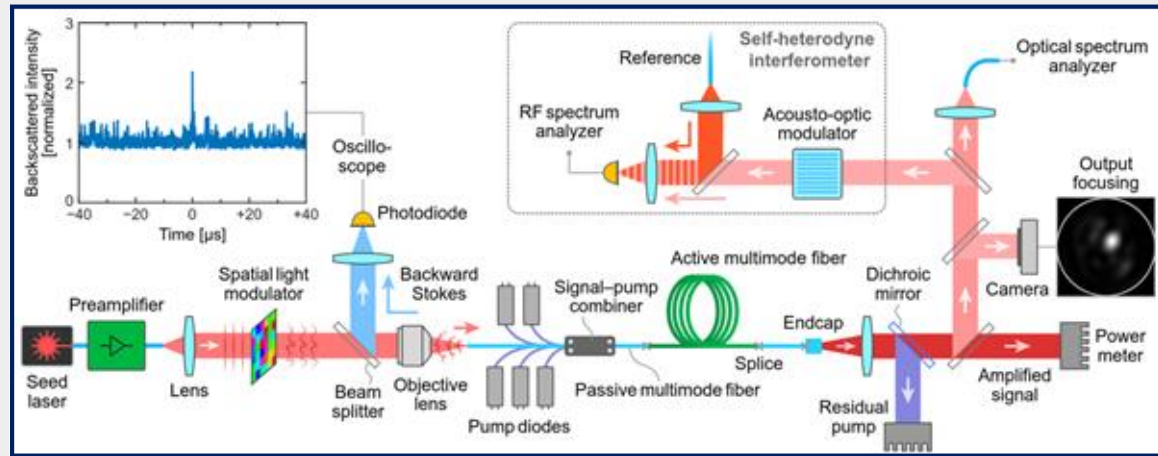 Backscattered intensity
[normalized]
3
2
1
0
−40
−20
0
+20
+40
Time [µs]
Oscillo-
scope
Photodiode
Self-heterodyne
interferometer
Reference
RF spectrum
analyzer
Acousto-optic
modulator
Optical spectrum
analyzer
Output
focusing
Camera
Spatial light
modulator
Backward
Stokes
Signal–pump
combiner
Active multimode fiber
Dichroic
mirror
Preamplifier
Endcap
Power
meter
Seed
laser
Lens
Beam
splitter
Objective
lens
Pump diodes
Passive multimode fiber
Splice
Residual
pump
Amplified
signal